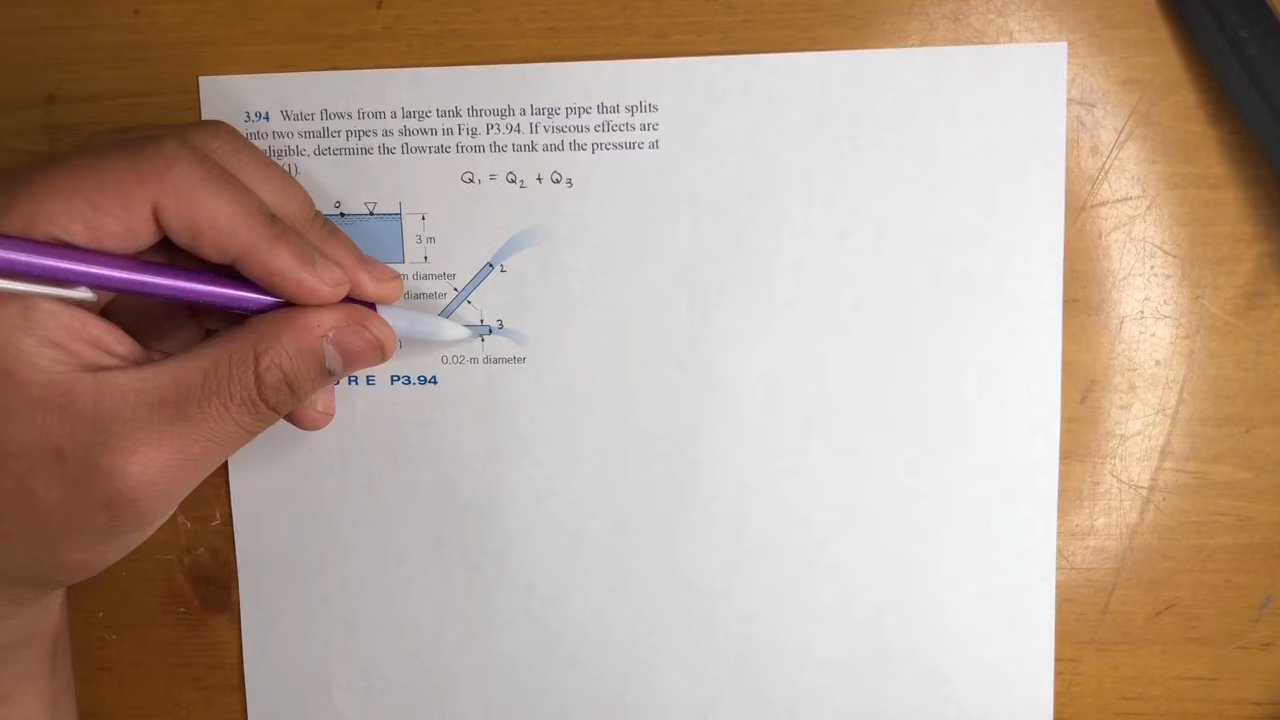 3.94 Water flows from a large tank through a large pipe that splits
into two smaller pipes as shown in Fig. P3.94. If viscous effects are
determine the flowrate from the tank and the pressure at
(1).
Q₁ = Q₂ + Q₃
0
3 m
2
diameter
diameter
3
0.02-m diameter
P3.94